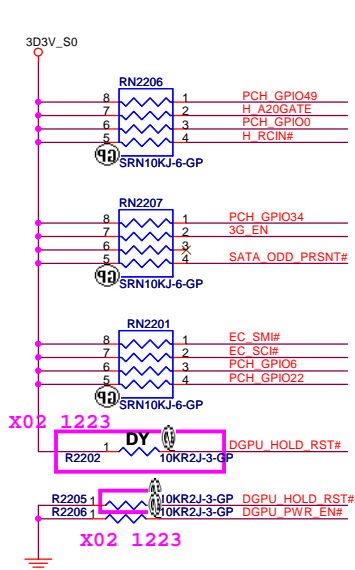 3D3V_S0
RN2206
8 1 PCH_GPIO49
7 2 H_A20GATE
6 3 PCH_GPIO0
5 4 H_RCIN#
SRN10KJ-6-GP
RN2207
8 1 PCH_GPIO34
7 2 3G_EN
6 3
5 4 SATA_ODD_PRSNT#
SRN10KJ-6-GP
RN2201
8 1 EC_SMI#
7 2 EC_SCI#
6 3 PCH_GPIO6
5 4 PCH_GPIO22
SRN10KJ-6-GP
X02 1223
1 DY DGPU_HOLD_RST#
R2202 10KR2J-3-GP
R2205 1 10KR2J-3-GP DGPU_HOLD_RST#
R2206 1 10KR2J-3-GP DGPU_PWR_EN#
X02 1223